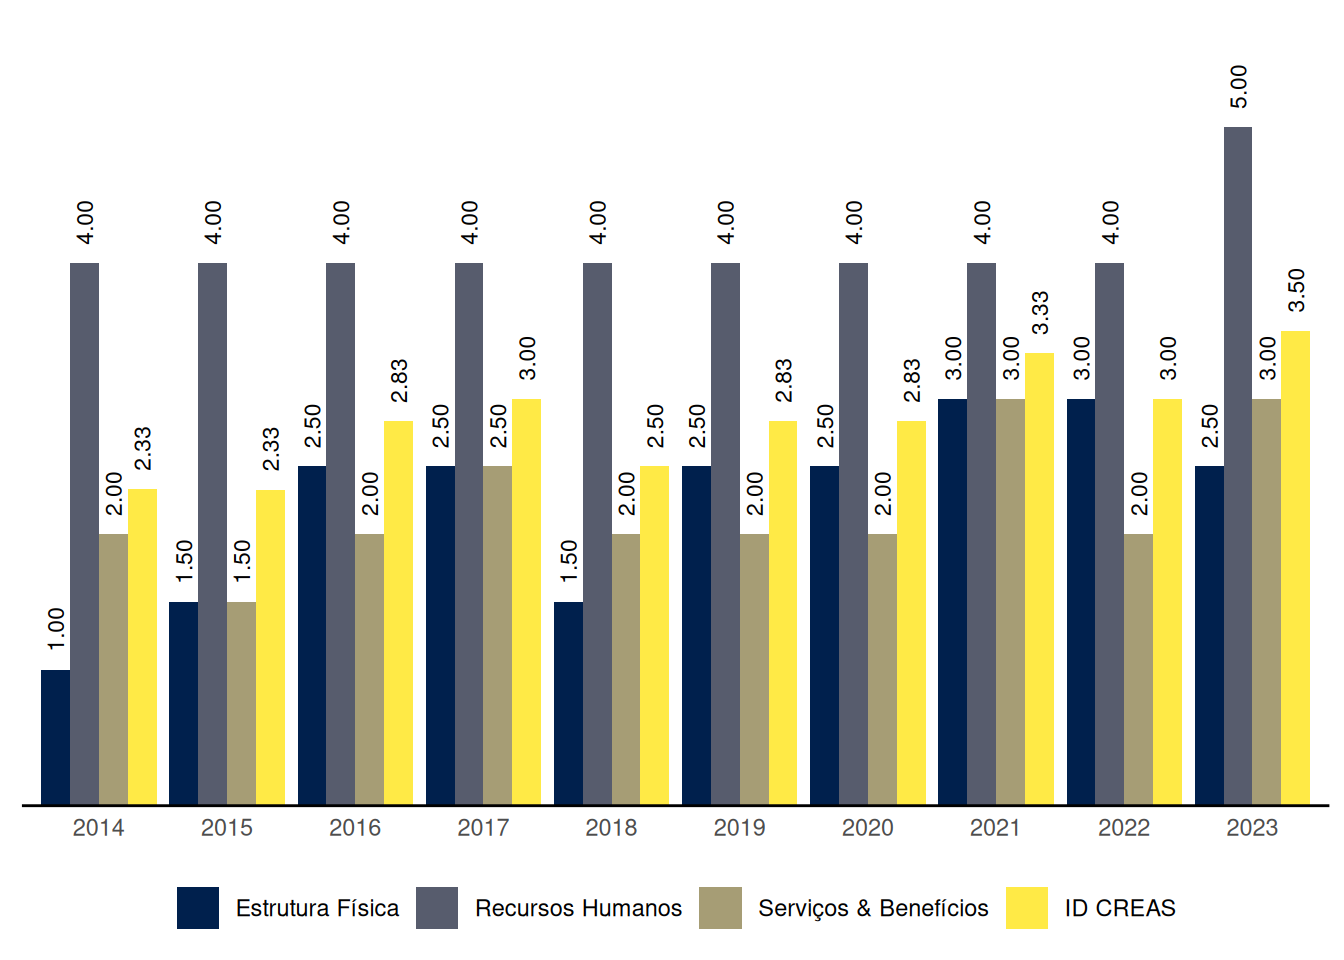 1.00 4.00 2.00 2.33
1.50 4.00 1.50 2.33
2.50 4.00 2.00 2.83
2.50 4.00 2.50 3.00
1.50 4.00 2.00 2.50
2.50 4.00 2.00 2.83
2.50 4.00 2.00 2.83
3.00 4.00 3.00 3.33
3.00 4.00 2.00 3.00
2.50 5.00 3.00 3.50
2014 2015 2016 2017 2018 2019 2020 2021 2022 2023
Estrutura Física Recursos Humanos Serviços & Benefícios ID CREAS